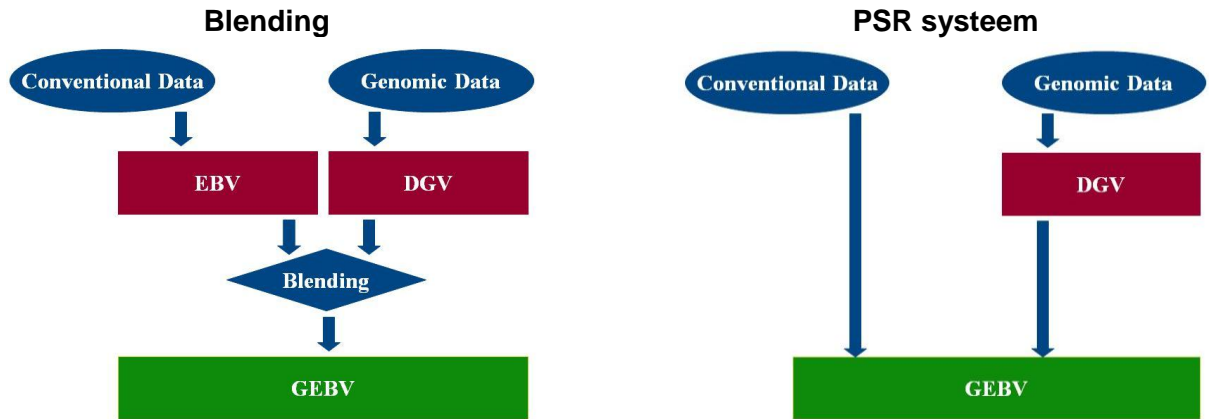 Blending
Conventional Data
Genomic Data
EBV
DGV
Blending
GEBV
PSR systeem
Conventional Data
Genomic Data
DGV
GEBV